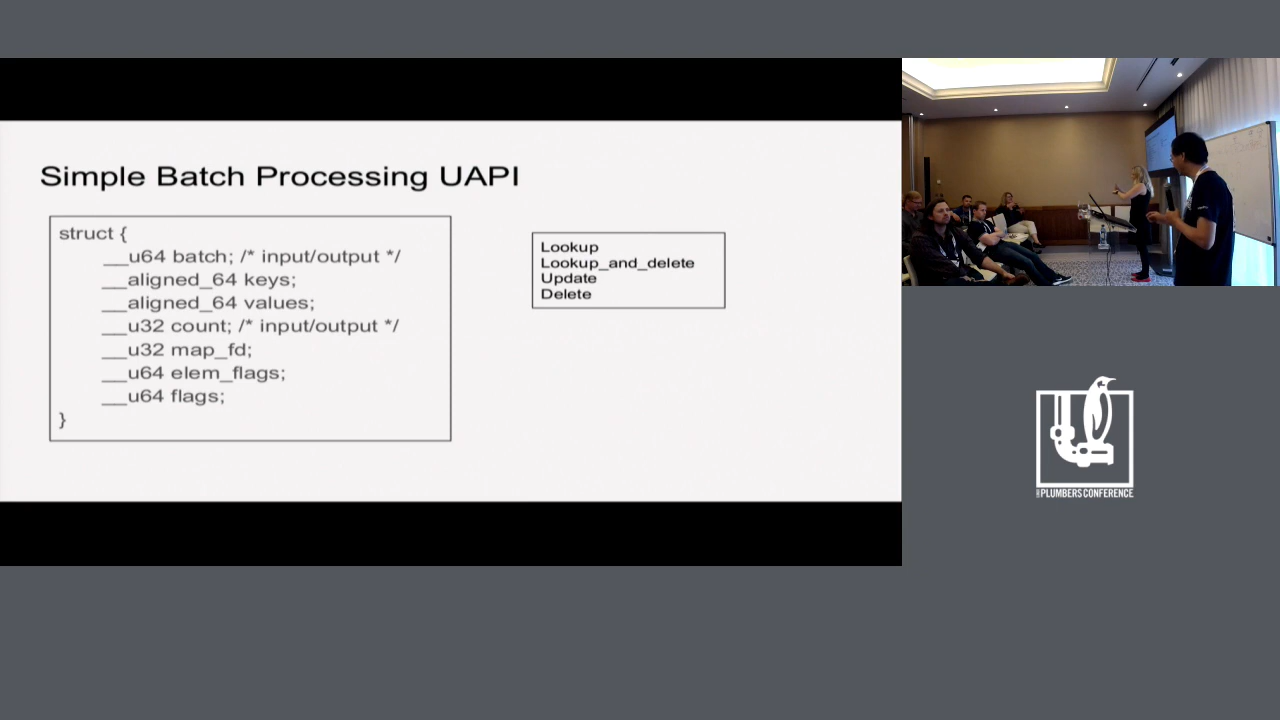 Simple Batch Processing UAPI
struct {
__u64 batch; /* input/output */
__aligned_64 keys;
__aligned_64 values;
__u32 count; /* input/output */
__u32 map_fd;
__u64 elem_flags;
__u64 flags;
}
Lookup
Lookup_and_delete
Update
Delete
PLUMBERS CONFERENCE